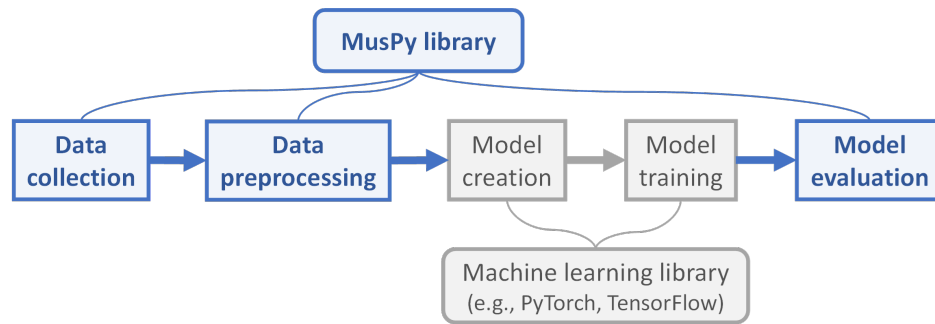 MusPy library
Data
collection
Data
preprocessing
Model
creation
Model
training
Model
evaluation
Machine learning library
(e.g., PyTorch, TensorFlow)